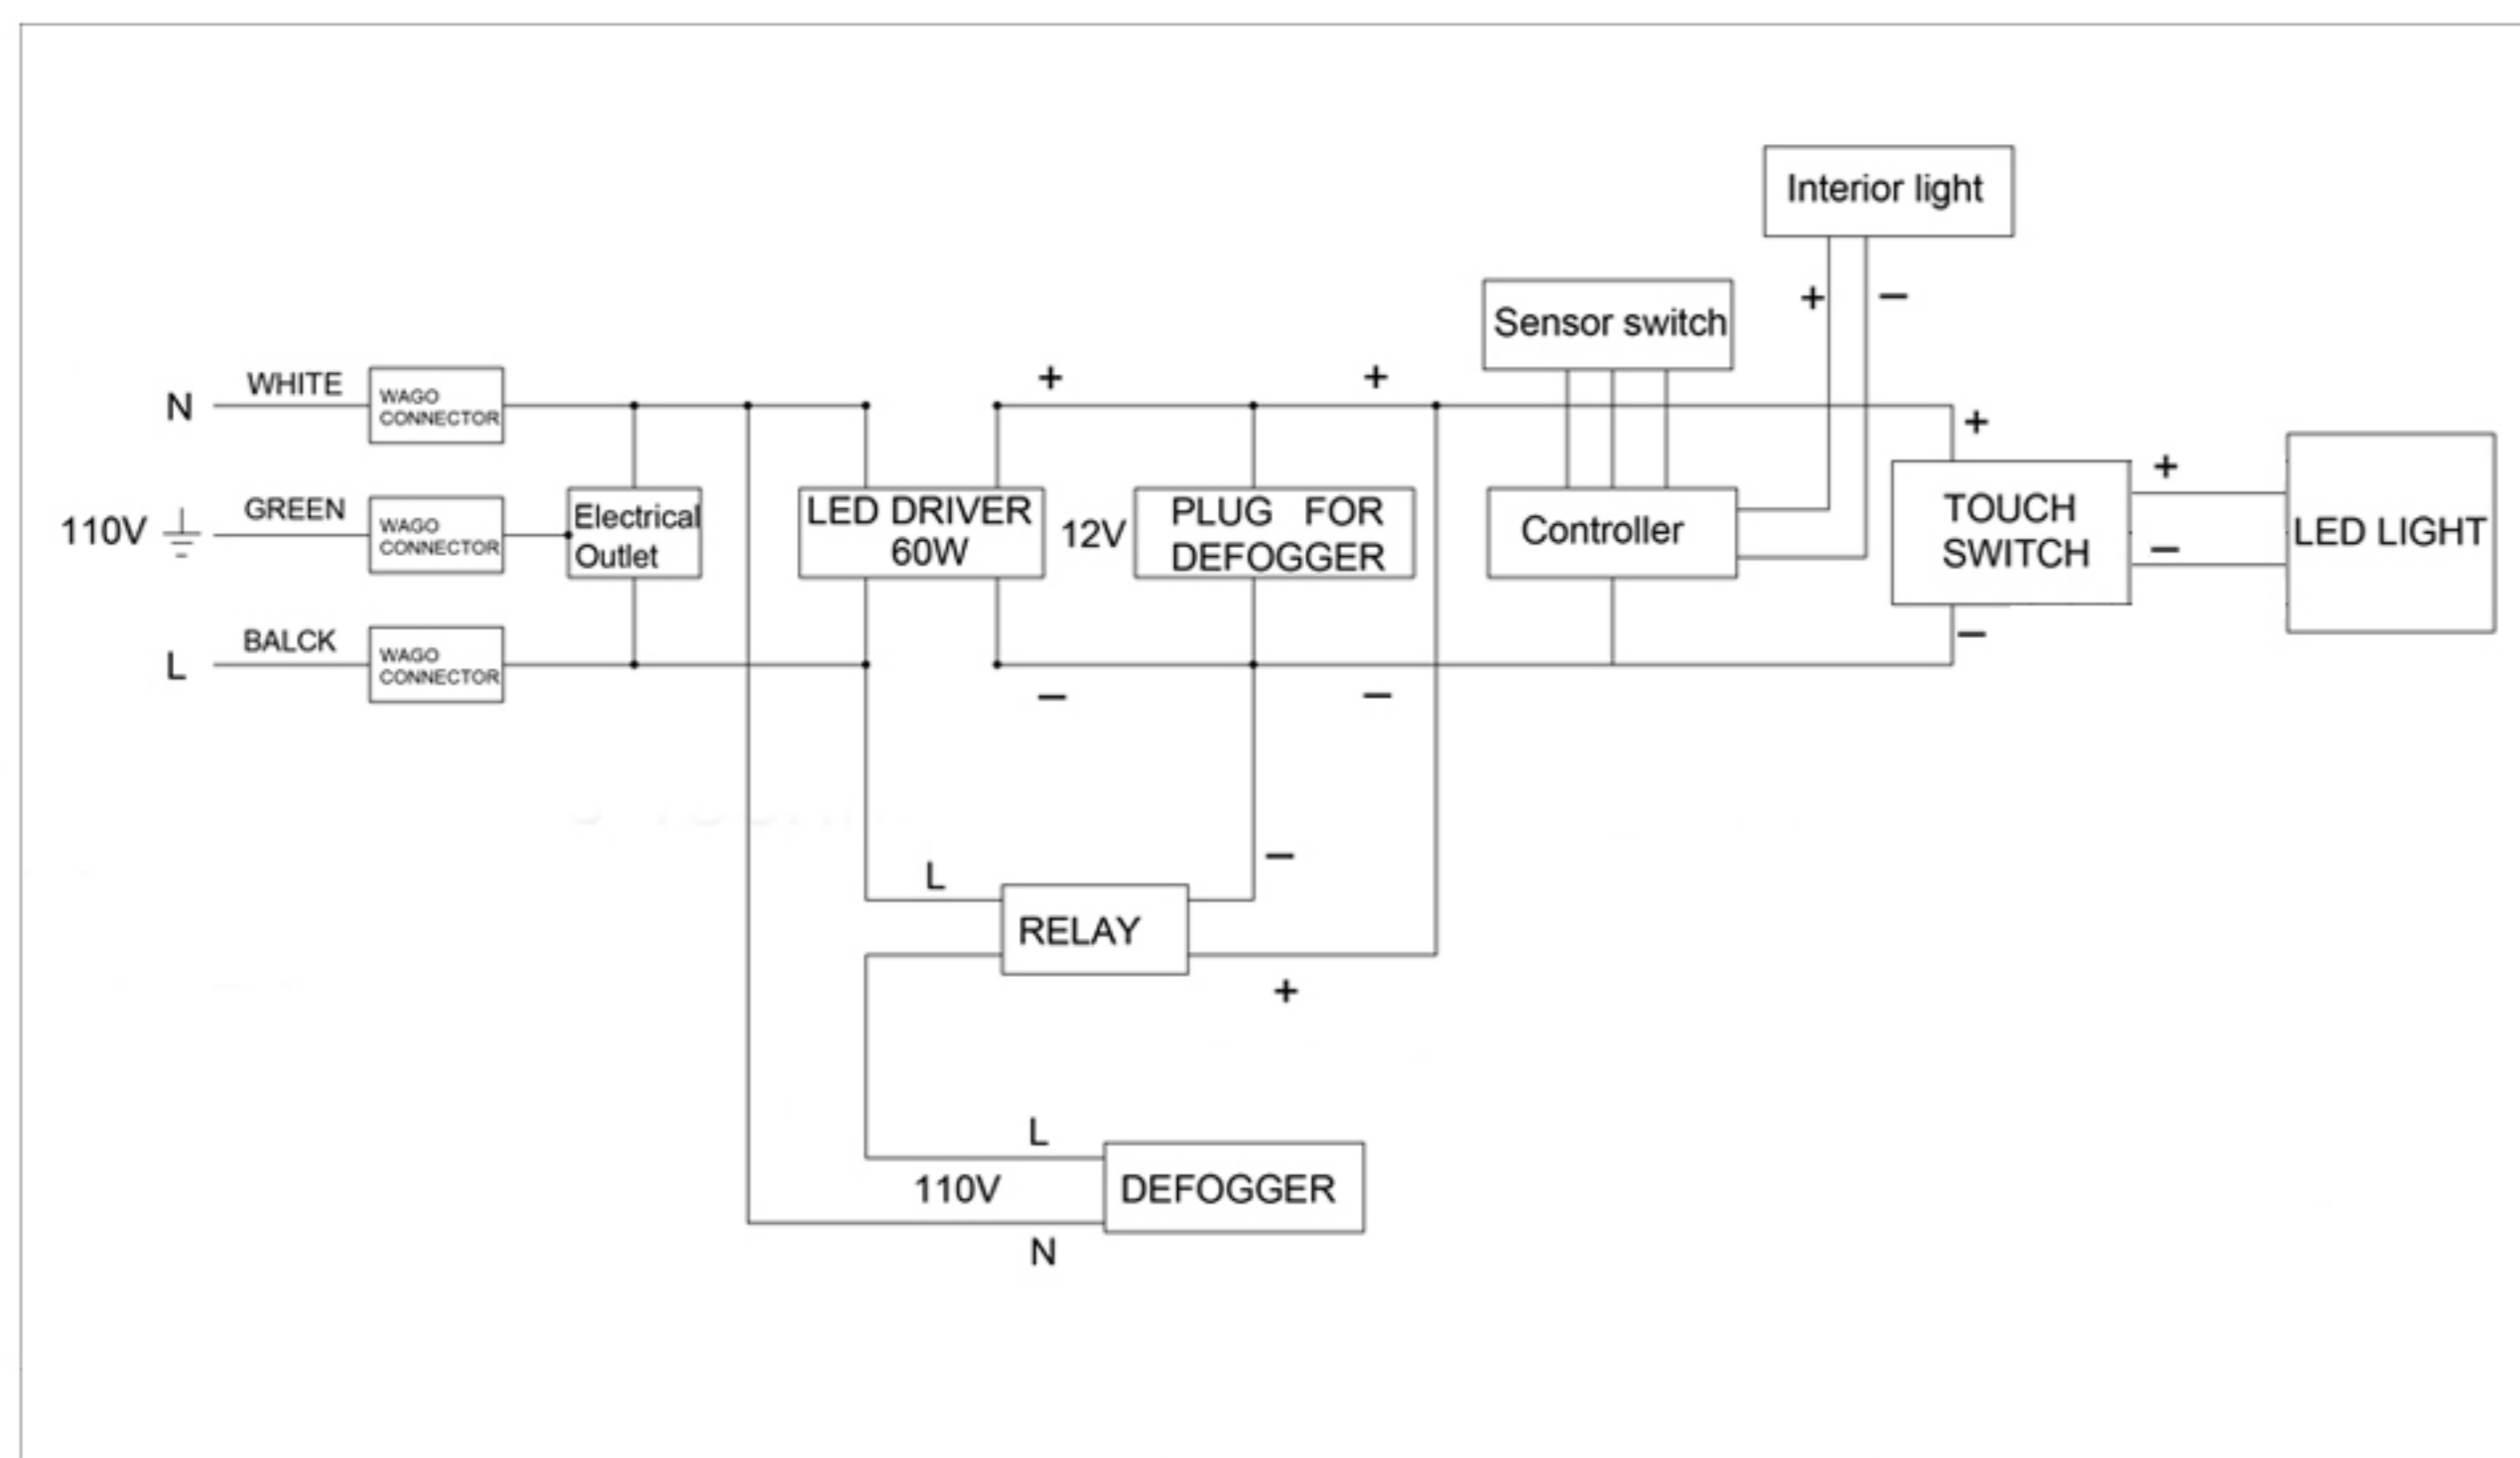 Interior light
+ −
Sensor switch
N WHITE WAGO
CONNECTOR
+ + +
110V GREEN WAGO
CONNECTOR
Electrical
Outlet
LED DRIVER
60W
12V
PLUG FOR
DEFOGGER
Controller
TOUCH
SWITCH
+
−
LED LIGHT
L BALCK WAGO
CONNECTOR
− − −
L
−
RELAY
+
L
110V
DEFOGGER
N